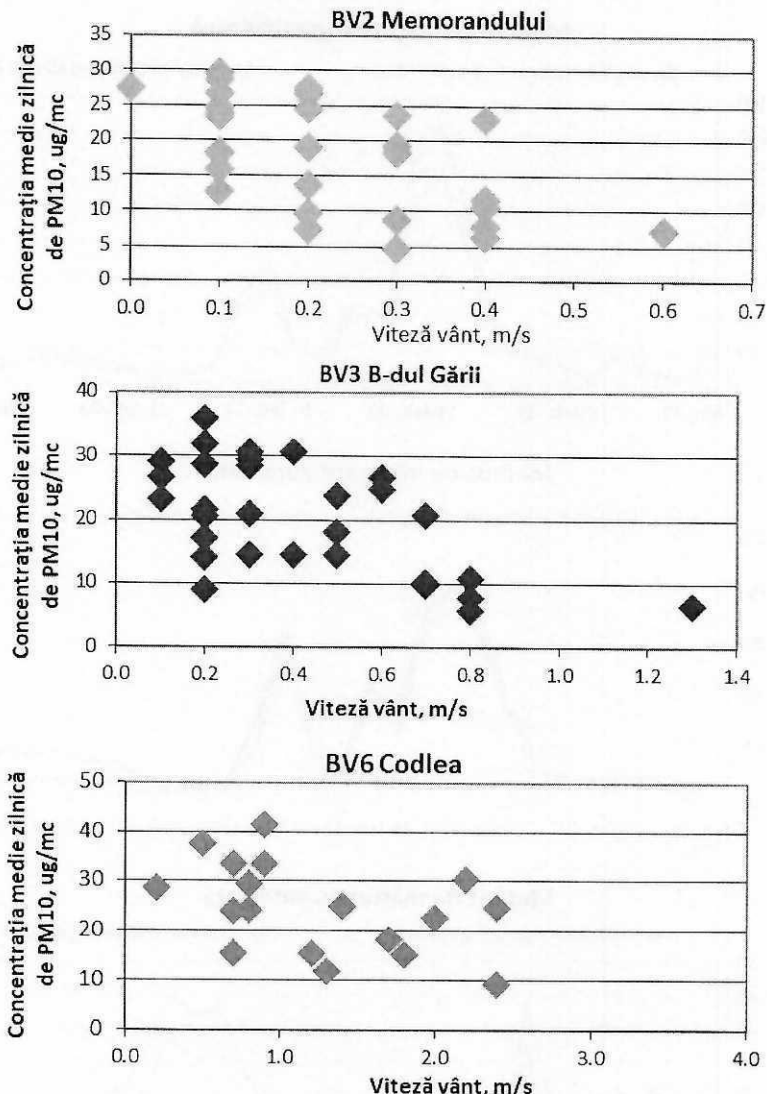 BV2 Memorandului
Concentraţia medie zilnică
de PM10, ug/mc
35
30
25
20
15
10
5
0
0.0 0.1 0.2 0.3 0.4 0.5 0.6 0.7
Viteză vânt, m/s
BV3 B-dul Gării
Concentraţia medie zilnică
de PM10, ug/mc
40
30
20
10
0
0.0 0.2 0.4 0.6 0.8 1.0 1.2 1.4
Viteză vânt, m/s
BV6 Codlea
Concentraţia medie zilnică
de PM10, ug/mc
50
40
30
20
10
0
0.0 1.0 2.0 3.0 4.0
Viteză vânt, m/s